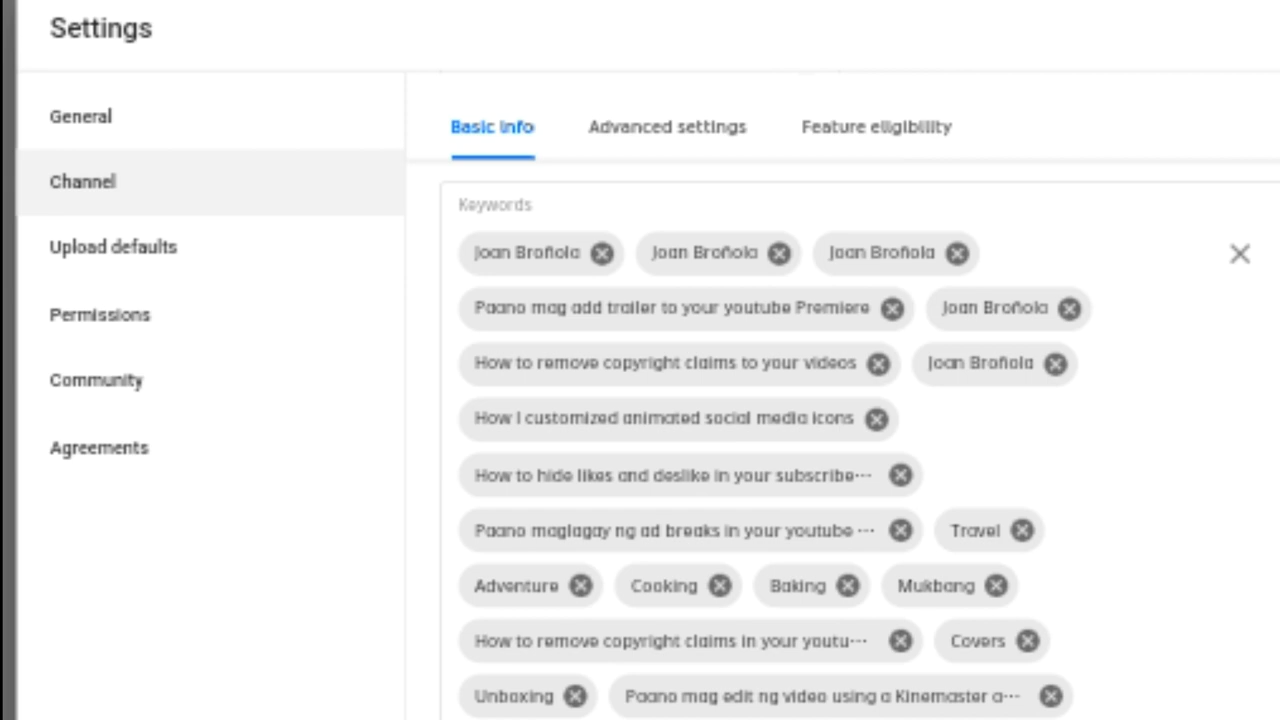 Settings
General
Channel
Upload defaults
Permissions
Community
Agreements
Basic info Advanced settings Feature eligibility
Keywords
Joan Broñola Joan Broñola Joan Broñola
Paano mag add trailer to your youtube Premiere Joan Broñola
How to remove copyright claims to your videos Joan Broñola
How I customized animated social media icons
How to hide likes and deslike in your subscribe...
Paano maglagay ng ad breaks in your youtube ... Travel
Adventure Cooking Baking Mukbang
How to remove copyright claims in your youtu... Covers
Unboxing Paano mag edit ng video using a Kinemaster a...